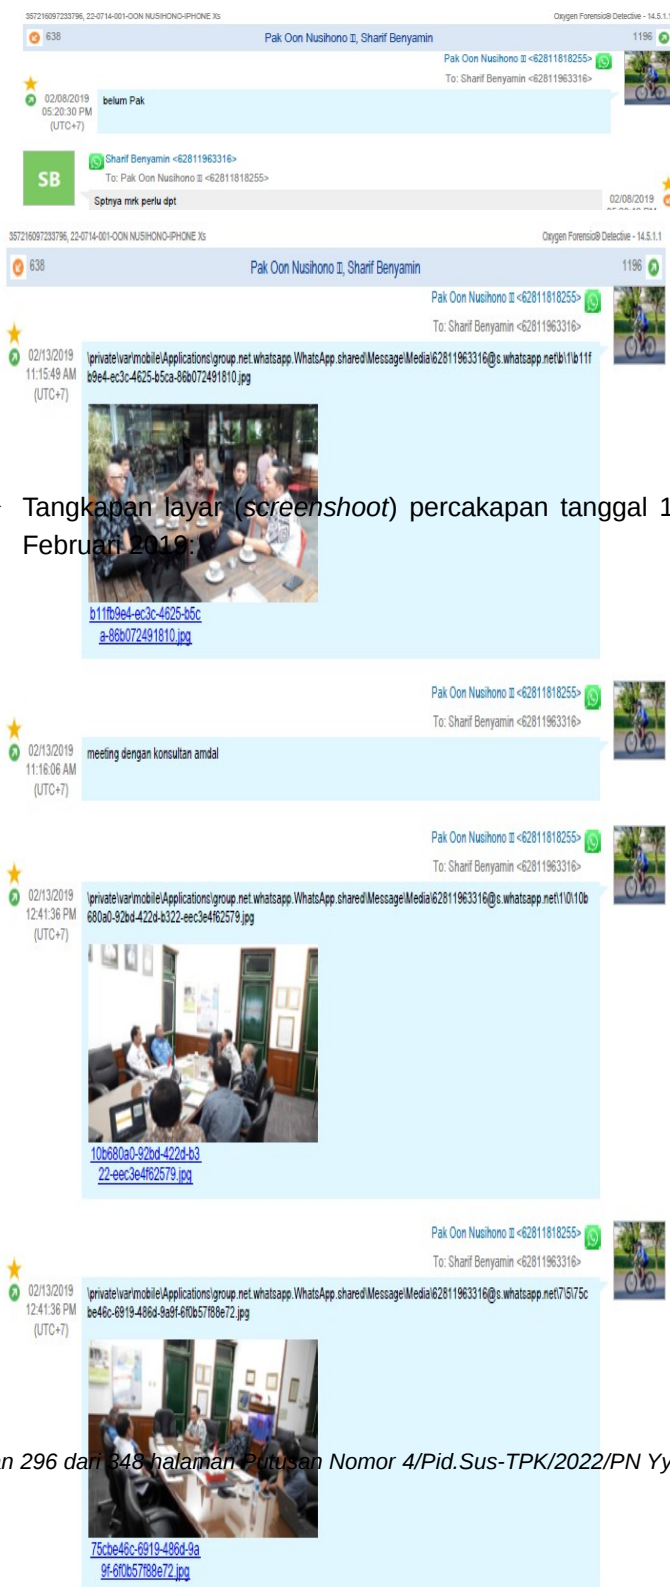 357216097233796, 22-0714-001-OON NUSIHONO-IPHONE Xs
Oxygen Forensic® Detective - 14.5.1.1
638
Pak Oon Nusihono, Sharif Benyamin
1196
Pak Oon Nusihono <62811818255>
To: Sharif Benyamin <62811963316>
02/08/2019
05:20:30 PM
(UTC+7)
belum Pak
SB
Sharif Benyamin <62811963316>
To: Pak Oon Nusihono <62811818255>
Sptnya mrk perlu dpt
02/08/2019
357216097233796, 22-0714-001-OON NUSIHONO-IPHONE Xs
Oxygen Forensic® Detective - 14.5.1.1
638
Pak Oon Nusihono, Sharif Benyamin
1196
Pak Oon Nusihono <62811818255>
To: Sharif Benyamin <62811963316>
02/13/2019
11:15:49 AM
(UTC+7)
\private\var\mobile\Applications\group.net.whatsapp.WhatsApp.shared\Message\Media\62811963316@s.whatsapp.net\b\1\b11f
b9e4-ec3c-4625-b5ca-86b072491810.jpg
Tangkapan layar (screenshoot) percakapan tanggal 1
Februari 2019:
b11fb9e4-ec3c-4625-b5c
a-86b072491810.jpg
Pak Oon Nusihono <62811818255>
To: Sharif Benyamin <62811963316>
02/13/2019
11:16:06 AM
(UTC+7)
meeting dengan konsultan amdal
Pak Oon Nusihono <62811818255>
To: Sharif Benyamin <62811963316>
02/13/2019
12:41:36 PM
(UTC+7)
\private\var\mobile\Applications\group.net.whatsapp.WhatsApp.shared\Message\Media\62811963316@s.whatsapp.net\1\0\10b
680a0-92bd-422d-b322-eec3e4f62579.jpg
10b680a0-92bd-422d-b3
22-eec3e4f62579.jpg
Pak Oon Nusihono <62811818255>
To: Sharif Benyamin <62811963316>
02/13/2019
12:41:36 PM
(UTC+7)
\private\var\mobile\Applications\group.net.whatsapp.WhatsApp.shared\Message\Media\62811963316@s.whatsapp.net\7\5\75c
be46c-6919-486d-9a9f-6f0b57f88e72.jpg
an 296 dari 348 halaman Putusan Nomor 4/Pid.Sus-TPK/2022/PN Yy
75cbe46c-6919-486d-9a
9f-6f0b57f88e72.jpg